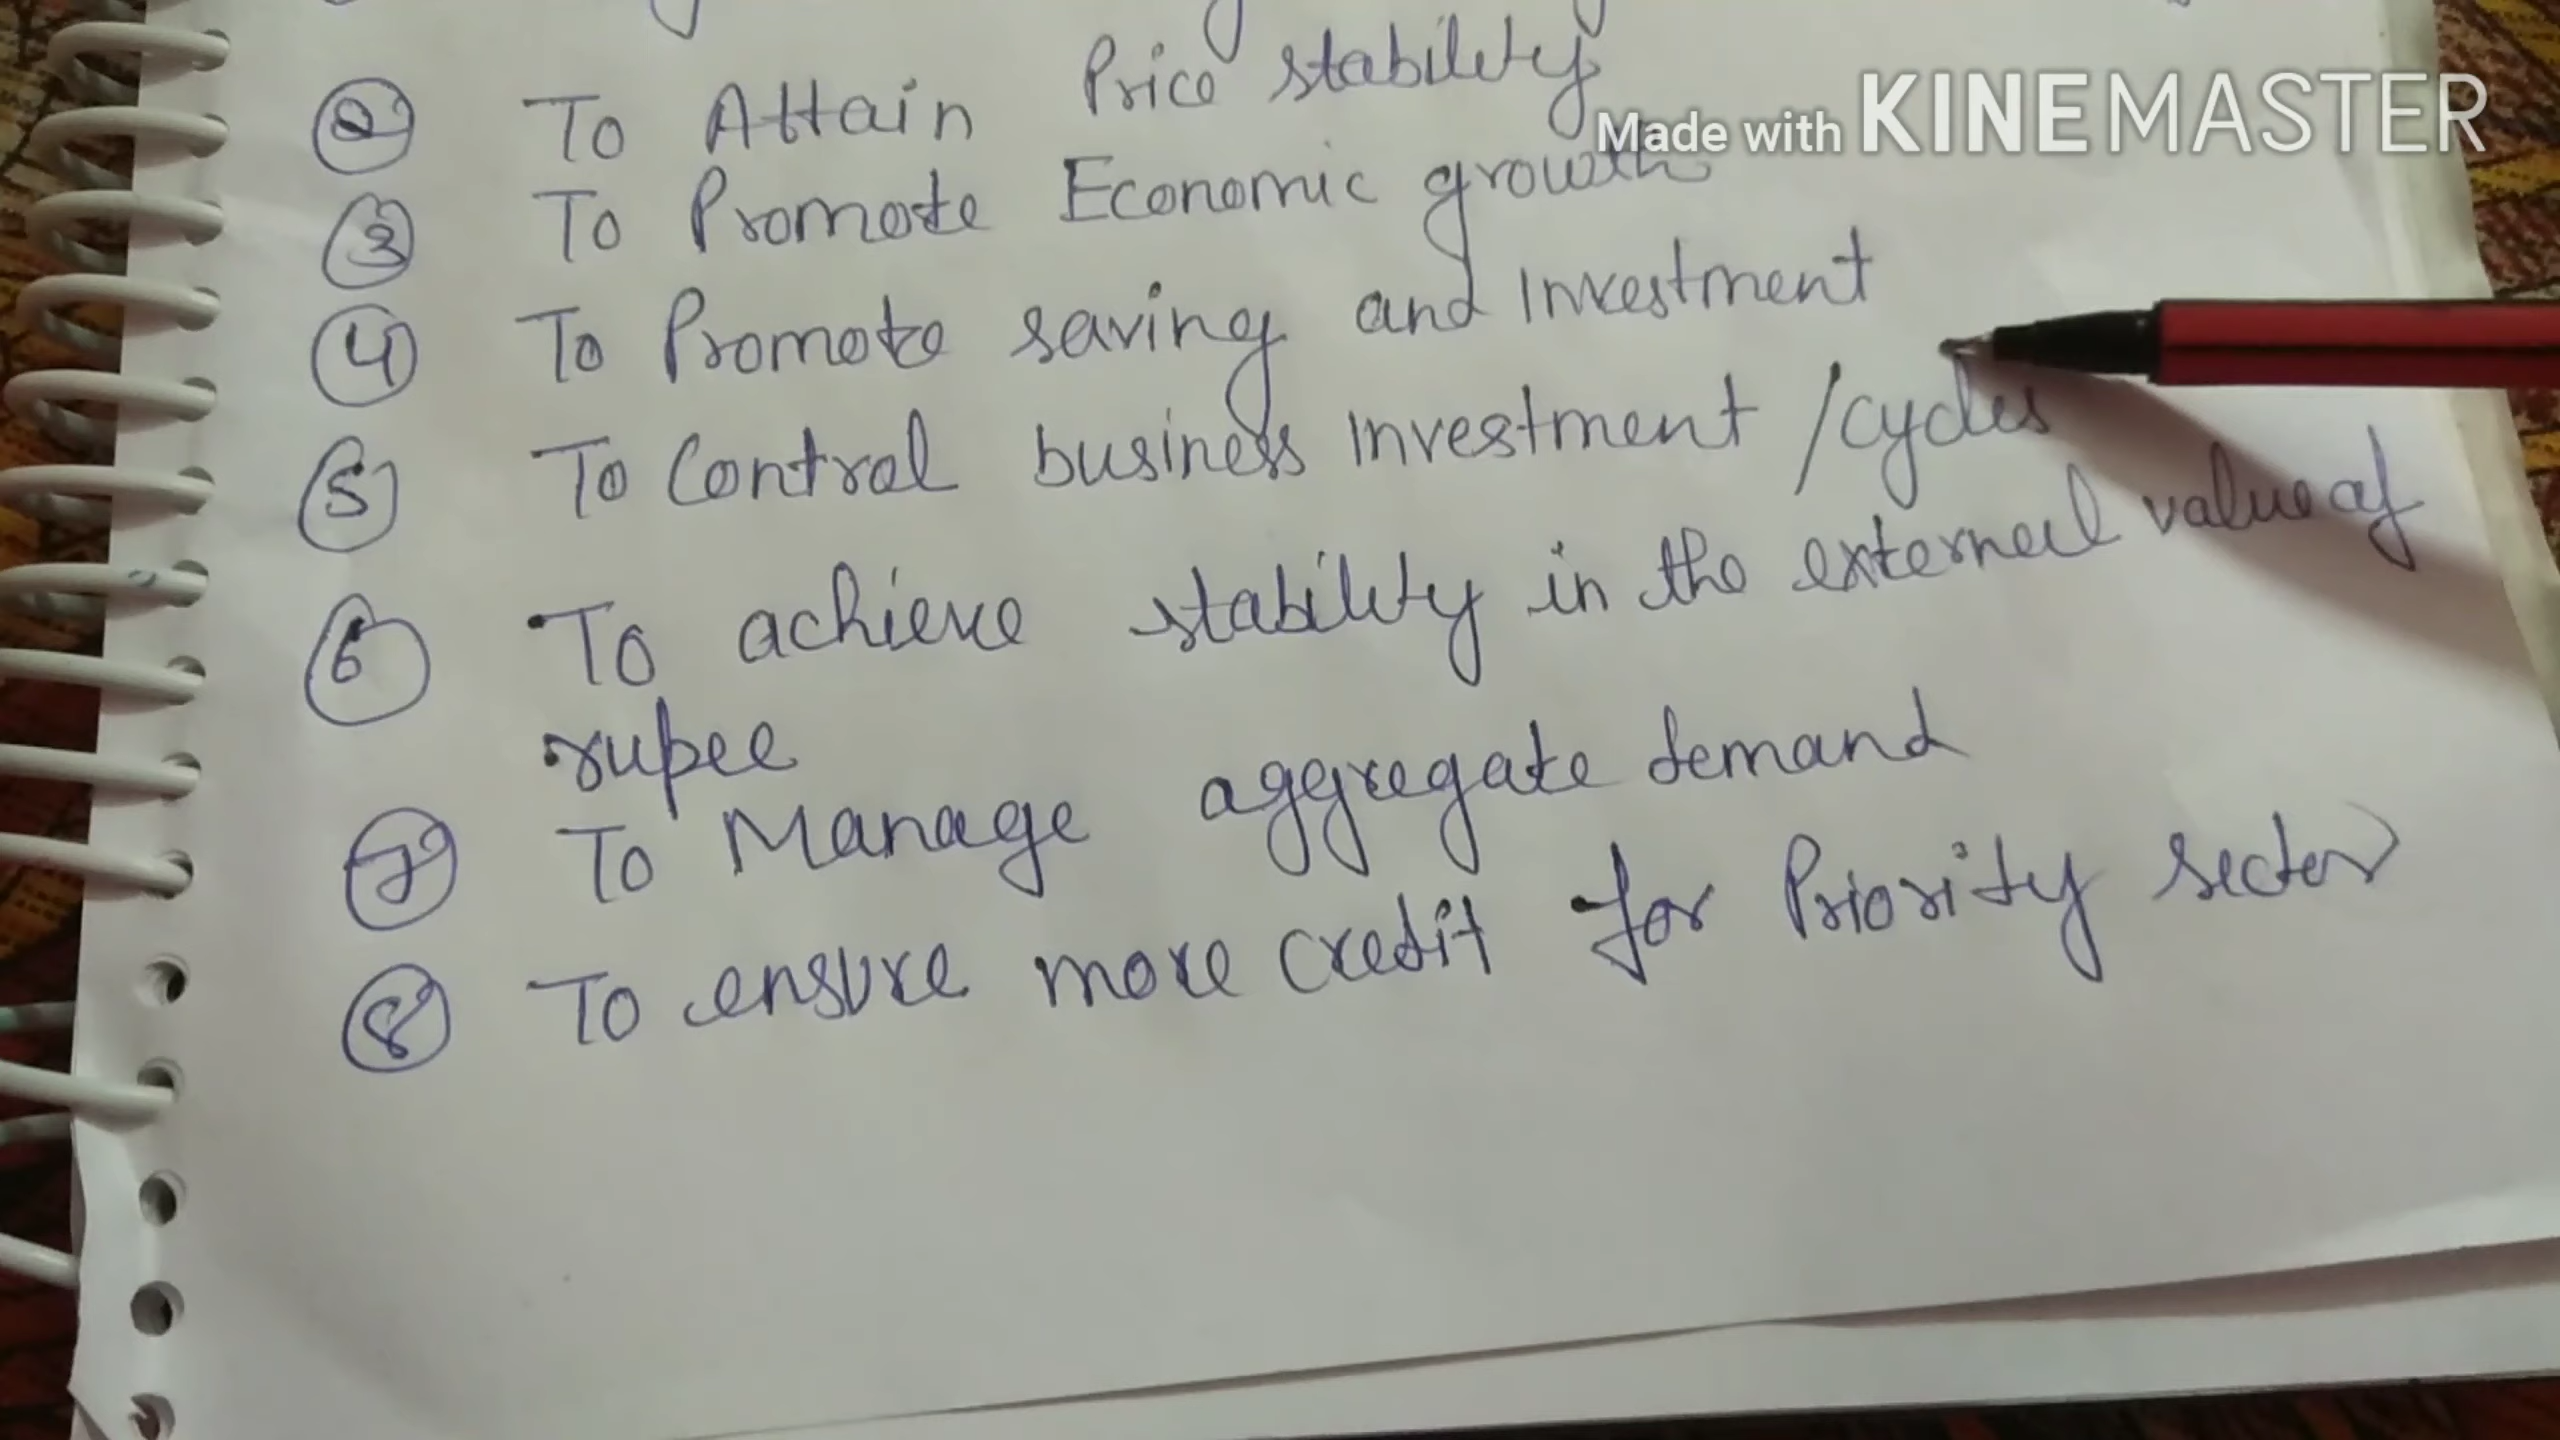 ② To Attain Price stability
Made with KINEMASTER
③ To Promote Economic growth
④ To Promote saving and Investment
⑤ To Control business Investment /cycles
⑥ To achieve stability in the external value of
rupee
⑦ To Manage aggregate demand
⑧ To ensure more credit for Priority sector